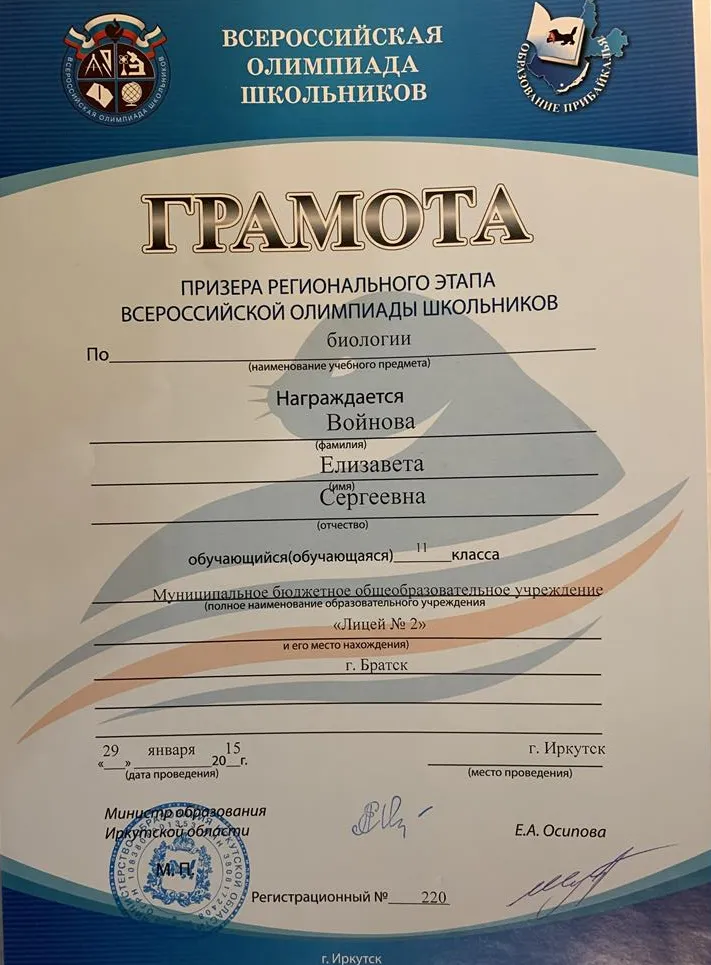 ВСЕРОССИЙСКАЯ
ОЛИМПИАДА
ШКОЛЬНИКОВ
ВСЕРОССИЙСКАЯ ОЛИМПИАДА ШКОЛЬНИКОВ
ОБРАЗОВАНИЕ ПРИБАЙКАЛЬЯ
ГРАМОТА
ПРИЗЕРА РЕГИОНАЛЬНОГО ЭТАПА
ВСЕРОССИЙСКОЙ ОЛИМПИАДЫ ШКОЛЬНИКОВ
По биологии
(наименование учебного предмета)
Награждается
Войнова
(фамилия)
Елизавета
(имя)
Сергеевна
(отчество)
обучающийся(обучающаяся) 11 класса
Муниципальное бюджетное общеобразовательное учреждение
(полное наименование образовательного учреждения
«Лицей № 2»
и его место нахождения)
г. Братск
«29» января 2015г.
(дата проведения)
г. Иркутск
(место проведения)
Министр образования
Иркутской области
Е.А. Осипова
М. П.
Регистрационный № 220
г. Иркутск